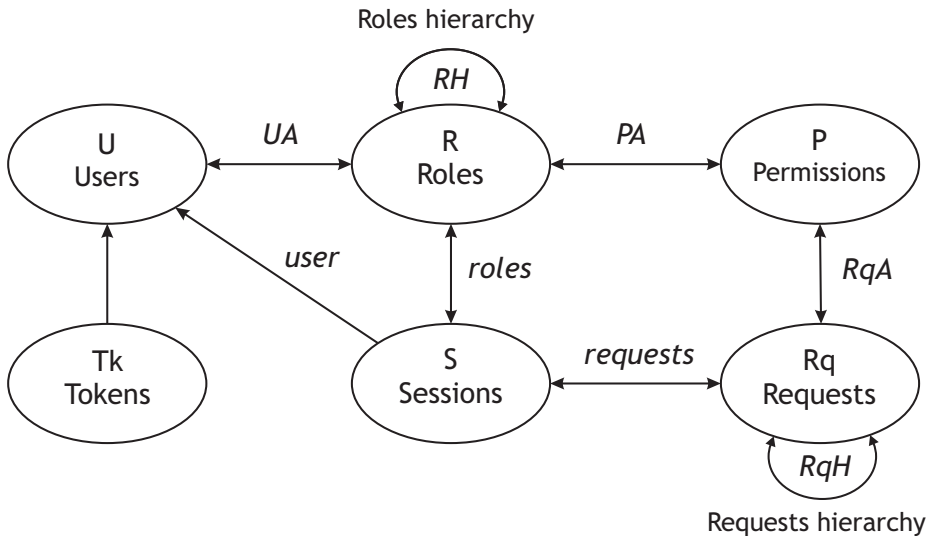 Roles hierarchy
RH
U
Users
UA
R
Roles
PA
P
Permissions
user
roles
RqA
Tk
Tokens
S
Sessions
requests
Rq
Requests
RqH
Requests hierarchy